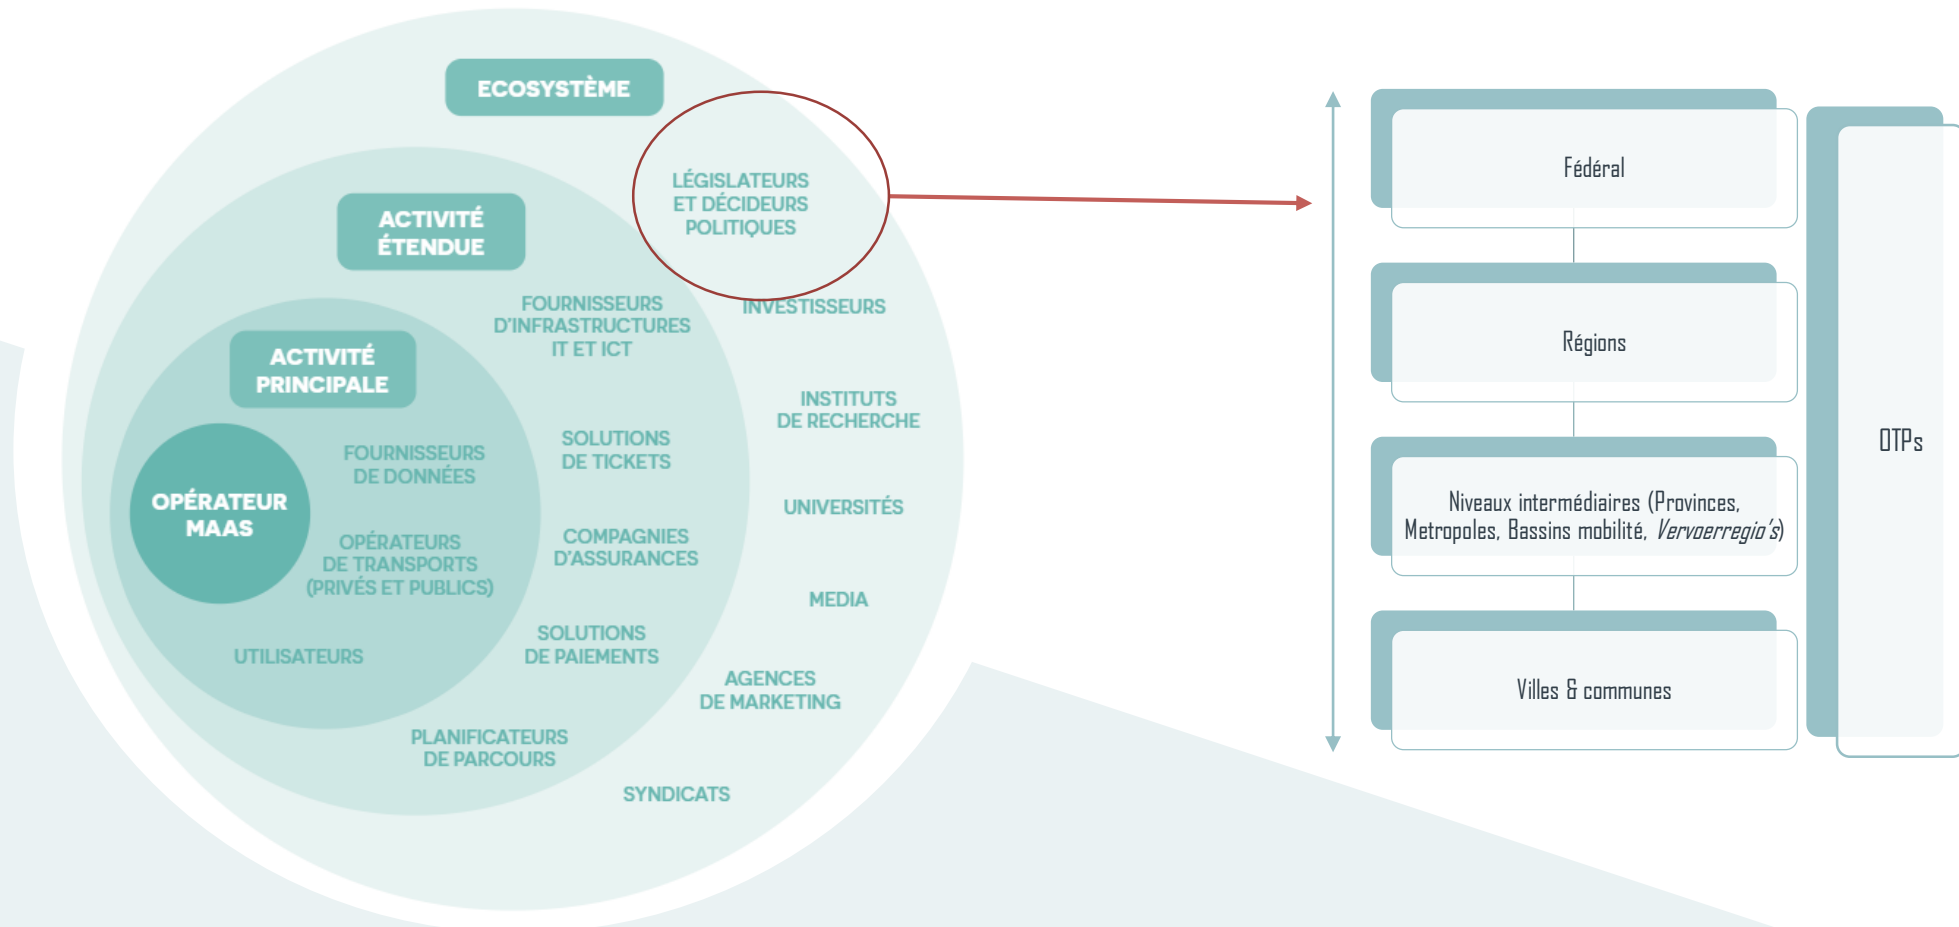 ECOSYSTÈME
LÉGISLATEURS
ET DÉCIDEURS
POLITIQUES
ACTIVITÉ
ÉTENDUE
FOURNISSEURS
D'INFRASTRUCTURES
IT ET ICT
INVESTISSEURS
ACTIVITÉ
PRINCIPALE
INSTITUTS
DE RECHERCHE
FOURNISSEURS
DE DONNÉES
SOLUTIONS
DE TICKETS
OPÉRATEUR
MAAS
UNIVERSITÉS
OPÉRATEURS
DE TRANSPORTS
(PRIVÉS ET PUBLICS)
COMPAGNIES
D'ASSURANCES
MEDIA
UTILISATEURS
SOLUTIONS
DE PAIEMENTS
AGENCES
DE MARKETING
PLANIFICATEURS
DE PARCOURS
SYNDICATS
Fédéral
Régions
Niveaux intermédiaires (Provinces,
Metropoles, Bassins mobilité, Vervoerregio's)
Villes & communes
OTPs